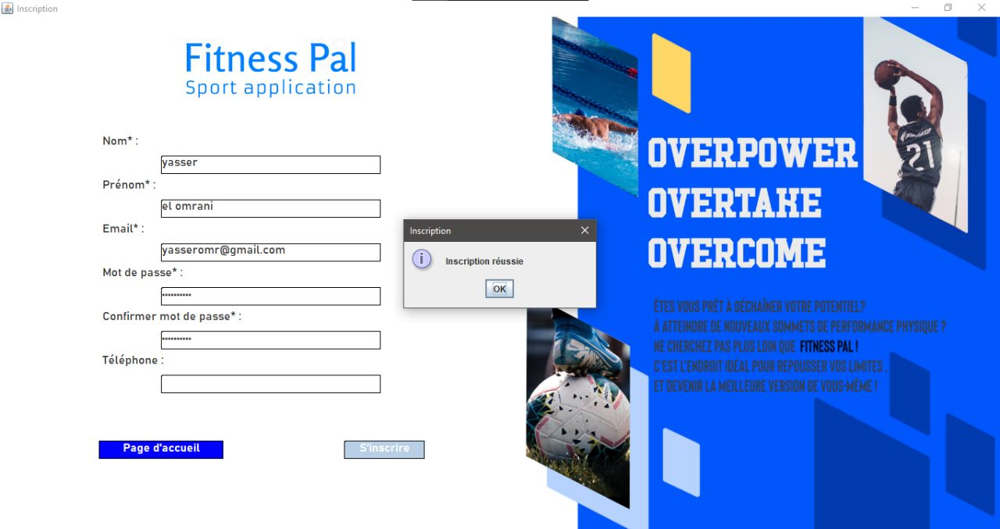 Inscription
Fitness Pal
Sport application
Nom* :
yasser
Prénom* :
el omrani
Email* :
yasseromr@gmail.com
Mot de passe* :
Confirmer mot de passe* :
Téléphone :
Page d'accueil
S'inscrire
Inscription
Inscription réussie
OK
OVERPOWER
OVERTAKE
OVERCOME
ÊTES VOUS PRÊT À DÉCHAÎNER VOTRE POTENTIEL?
À ATTEINDRE DE NOUVEAUX SOMMETS DE PERFORMANCE PHYSIQUE ?
NE CHERCHEZ PAS PLUS LOIN QUE FITNESS PAL !
C'EST L'ENDROIT IDÉAL POUR REPOUSSER VOS LIMITES ,
ET DEVENIR LA MEILLEURE VERSION DE VOUS-MÊME !
21